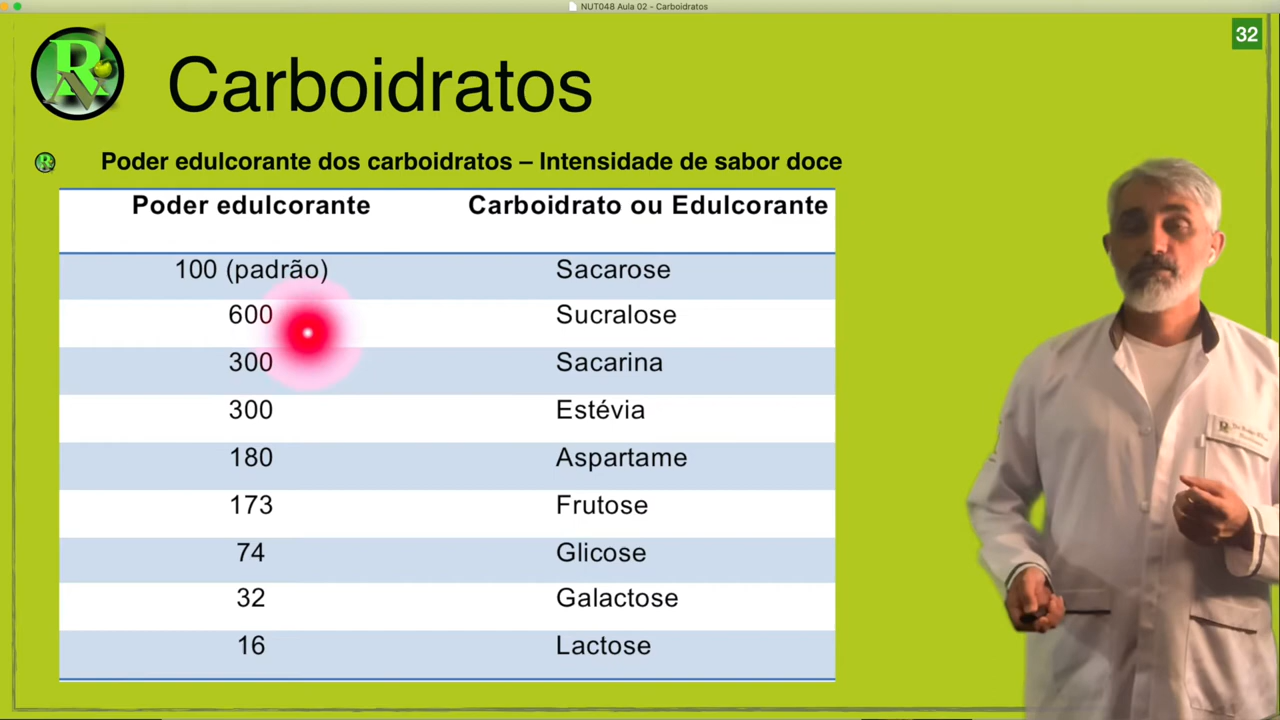 NUT048 Aula 02 - Carboidratos
32
Carboidratos
Poder edulcorante dos carboidratos – Intensidade de sabor doce
Poder edulcorante Carboidrato ou Edulcorante
100 (padrão) Sacarose
600 Sucralose
300 Sacarina
300 Estévia
180 Aspartame
173 Frutose
74 Glicose
32 Galactose
16 Lactose